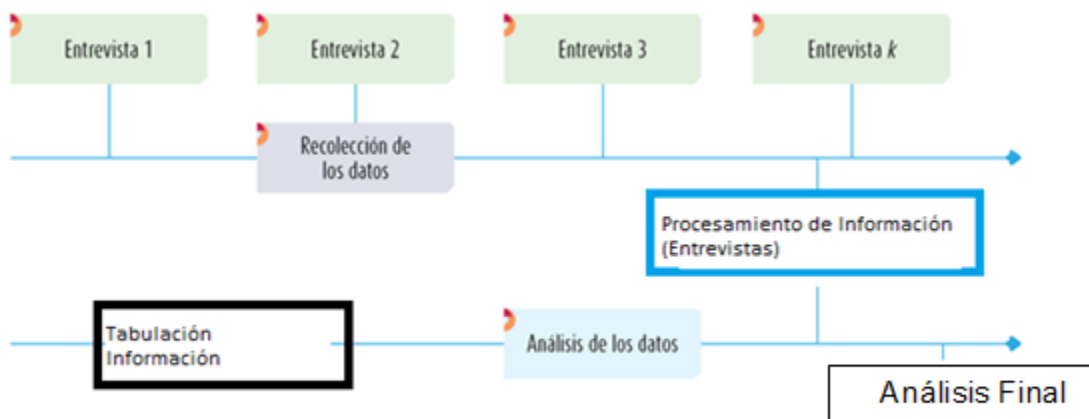 Entrevista 1
Entrevista 2
Entrevista 3
Entrevista k
Recolección de
los datos
Procesamiento de Información
(Entrevistas)
Tabulación
Información
Análisis de los datos
Análisis Final